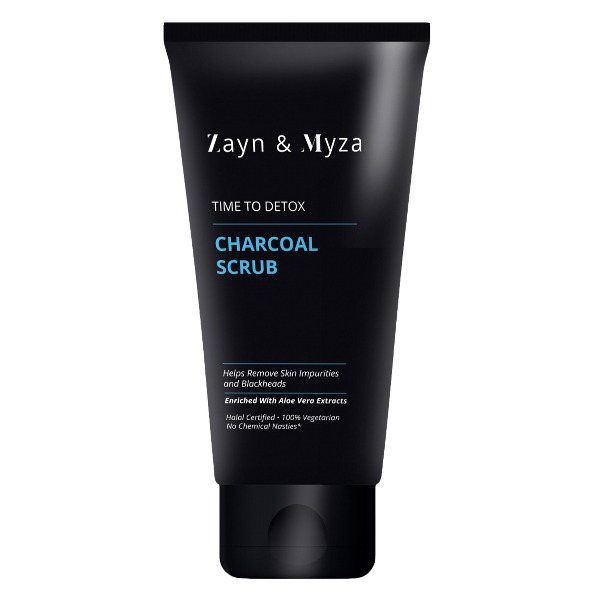 Zayn & Myza
TIME TO DETOX
CHARCOAL
SCRUB
Helps Remove Skin Impurities
and Blackheads
Enriched With Aloe Vera Extracts
Halal Certified • 100% Vegetarian
No Chemical Nasties*